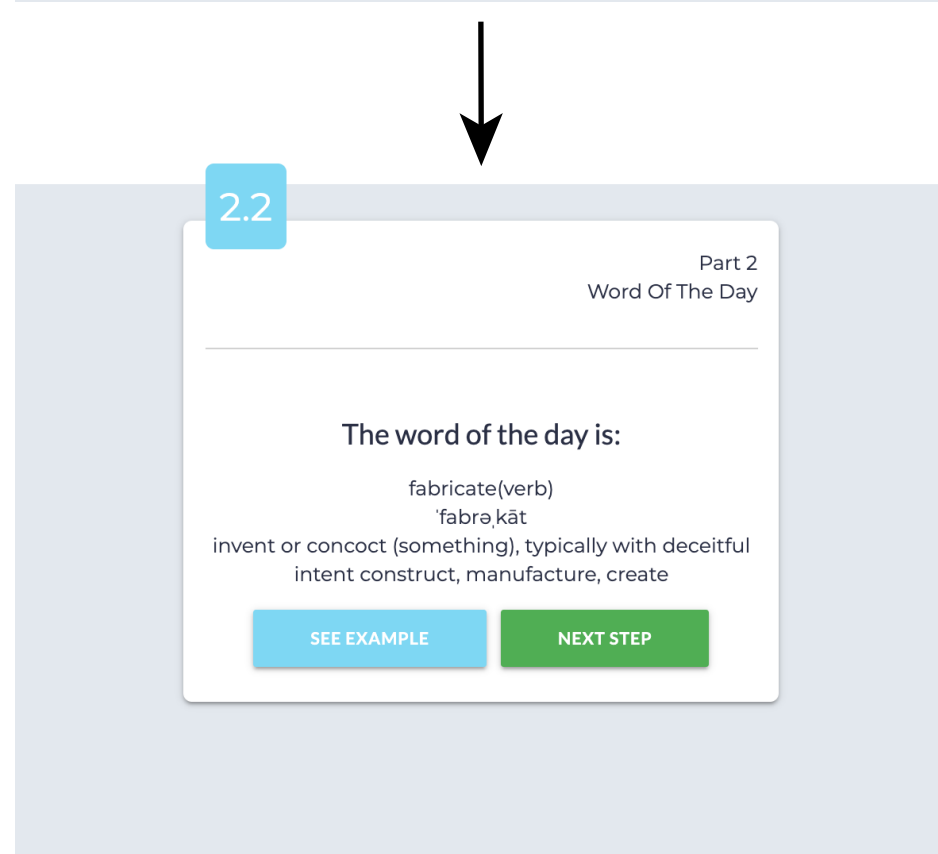 2.2
Part 2
Word Of The Day
The word of the day is:
fabricate(verb)
ˈfabrəˌkāt
invent or concoct (something), typically with deceitful
intent construct, manufacture, create
SEE EXAMPLE
NEXT STEP